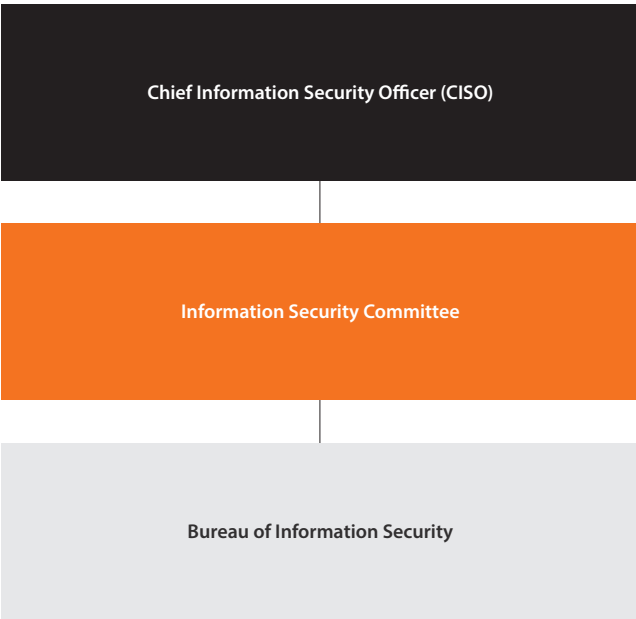 Chief Information Security Officer (CISO)
Information Security Committee
Bureau of Information Security